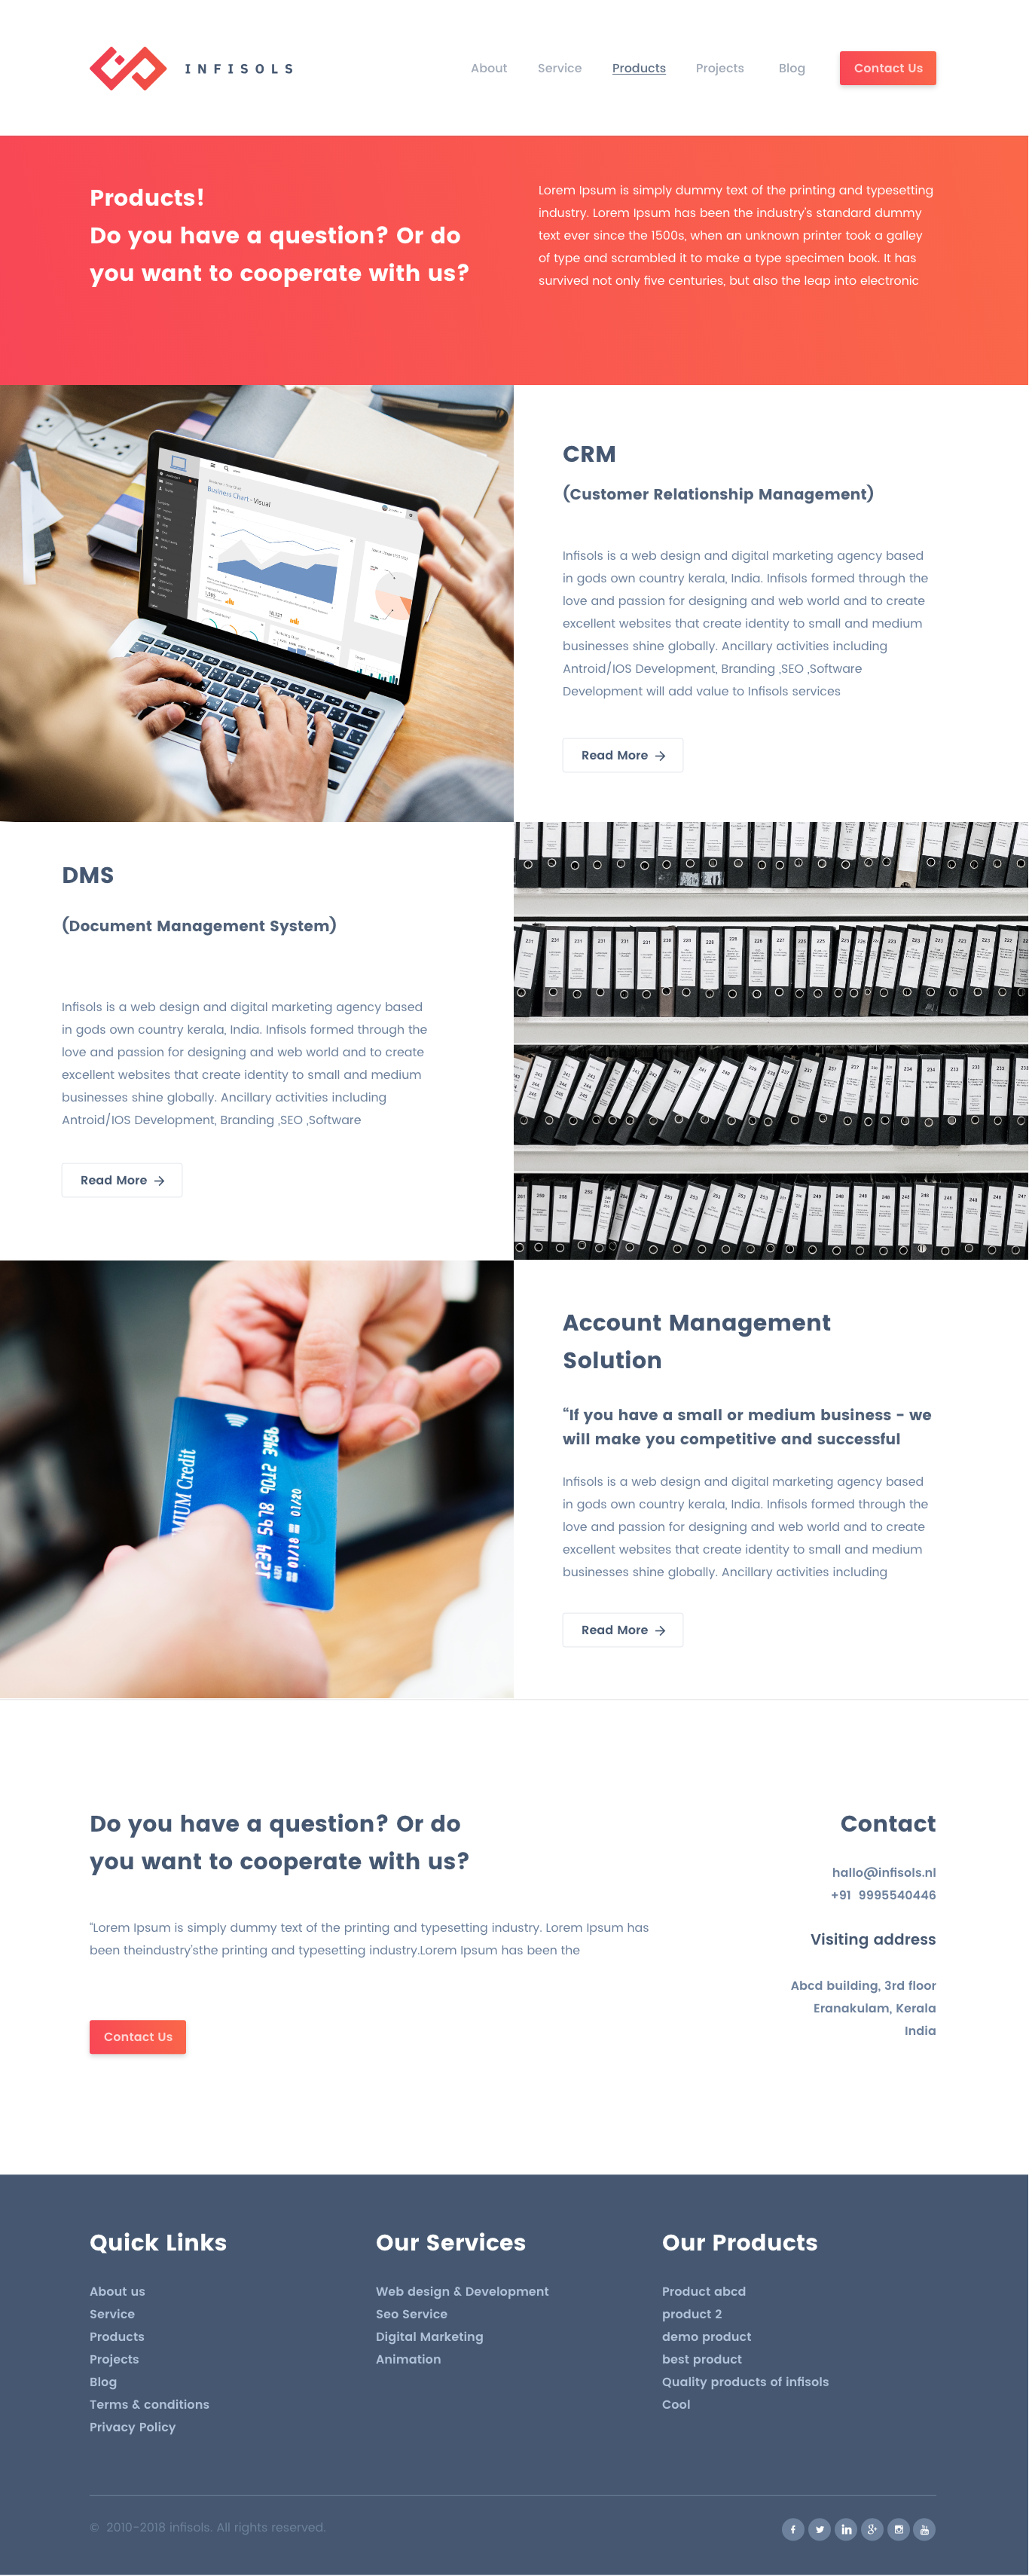 INFISOLS
About Service Products Projects Blog Contact Us
Products!
Do you have a question? Or do
you want to cooperate with us?
Lorem Ipsum is simply dummy text of the printing and typesetting
industry. Lorem Ipsum has been the industry's standard dummy
text ever since the 1500s, when an unknown printer took a galley
of type and scrambled it to make a type specimen book. It has
survived not only five centuries, but also the leap into electronic
Business Chart - Visual
CRM
(Customer Relationship Management)
Infisols is a web design and digital marketing agency based
in gods own country kerala, India. Infisols formed through the
love and passion for designing and web world and to create
excellent websites that create identity to small and medium
businesses shine globally. Ancillary activities including
Antroid/IOS Development, Branding ,SEO ,Software
Development will add value to Infisols services
Read More →
DMS
(Document Management System)
Infisols is a web design and digital marketing agency based
in gods own country kerala, India. Infisols formed through the
love and passion for designing and web world and to create
excellent websites that create identity to small and medium
businesses shine globally. Ancillary activities including
Antroid/IOS Development, Branding ,SEO ,Software
Read More →
MIUM Credit
1234 5678 9012 3456
01/18 01/20
Account Management
Solution
“If you have a small or medium business - we
will make you competitive and successful
Infisols is a web design and digital marketing agency based
in gods own country kerala, India. Infisols formed through the
love and passion for designing and web world and to create
excellent websites that create identity to small and medium
businesses shine globally. Ancillary activities including
Read More →
Do you have a question? Or do
you want to cooperate with us?
"Lorem Ipsum is simply dummy text of the printing and typesetting industry. Lorem Ipsum has
been theindustry'sthe printing and typesetting industry.Lorem Ipsum has been the
Contact Us
Contact
hallo@infisols.nl
+91 9995540446
Visiting address
Abcd building, 3rd floor
Eranakulam, Kerala
India
Quick Links
About us
Service
Products
Projects
Blog
Terms & conditions
Privacy Policy
Our Services
Web design & Development
Seo Service
Digital Marketing
Animation
Our Products
Product abcd
product 2
demo product
best product
Quality products of infisols
Cool
© 2010-2018 infisols. All rights reserved.